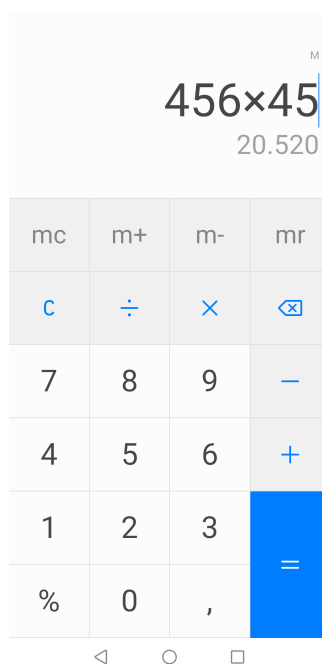 M
456×45
20.520
mc m+ m- mr
C ÷ ×
7 8 9 −
4 5 6 +
1 2 3
% 0 , =